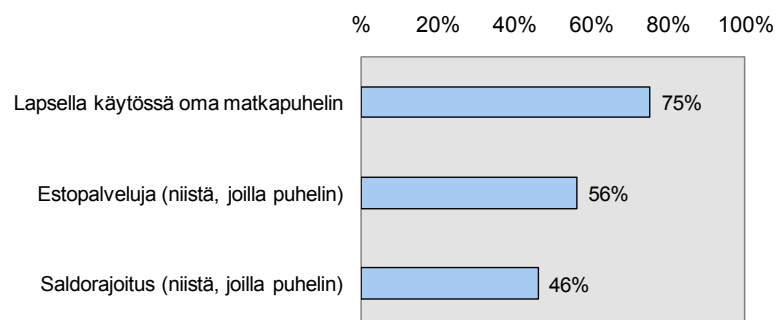 % 20% 40% 60% 80% 100%
Lapsella käytössä oma matkapuhelin 75%
Estopalveluja (niistä, joilla puhelin) 56%
Saldorajoitus (niistä, joilla puhelin) 46%